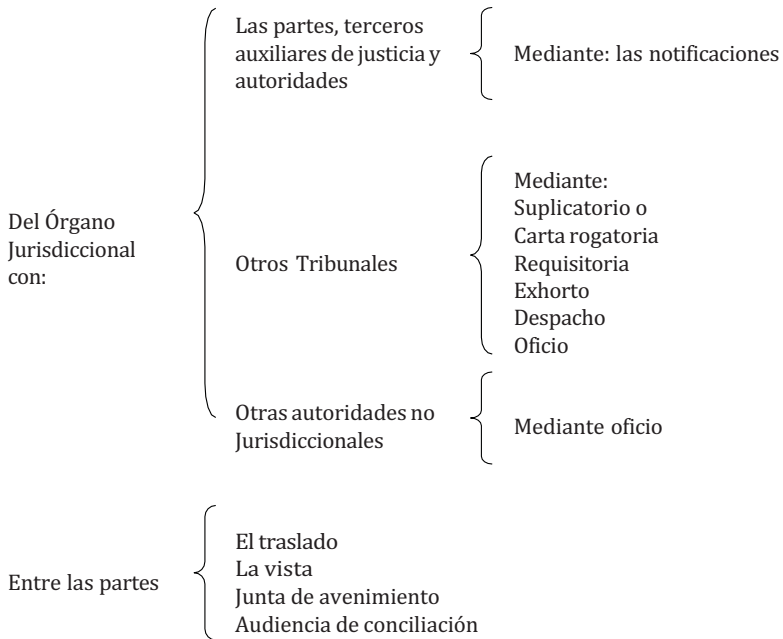 Del Órgano
Jurisdiccional
con:
Las partes, terceros
auxiliares de justicia y
autoridades
Mediante: las notificaciones
Otros Tribunales
Mediante:
Suplicatorio o
Carta rogatoria
Requisitoria
Exhorto
Despacho
Oficio
Otras autoridades no
Jurisdiccionales
Mediante oficio
Entre las partes
El traslado
La vista
Junta de avenimiento
Audiencia de conciliación